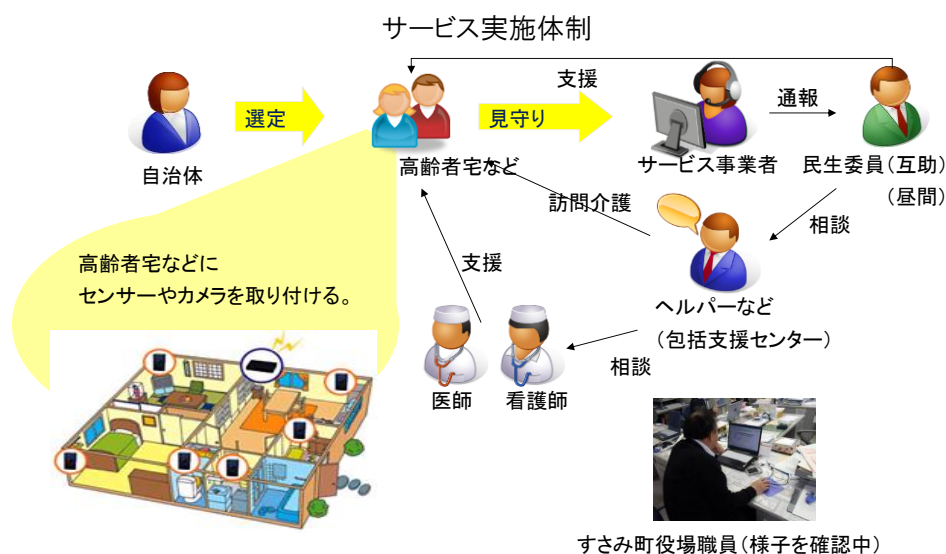 サービス実施体制
支援
選定
見守り
通報
自治体
高齢者宅など
サービス事業者
民生委員(互助)
(昼間)
訪問介護
相談
高齢者宅などに
センサーやカメラを取り付ける。
支援
ヘルパーなど
(包括支援センター)
相談
医師
看護師
すさみ町役場職員(様子を確認中)